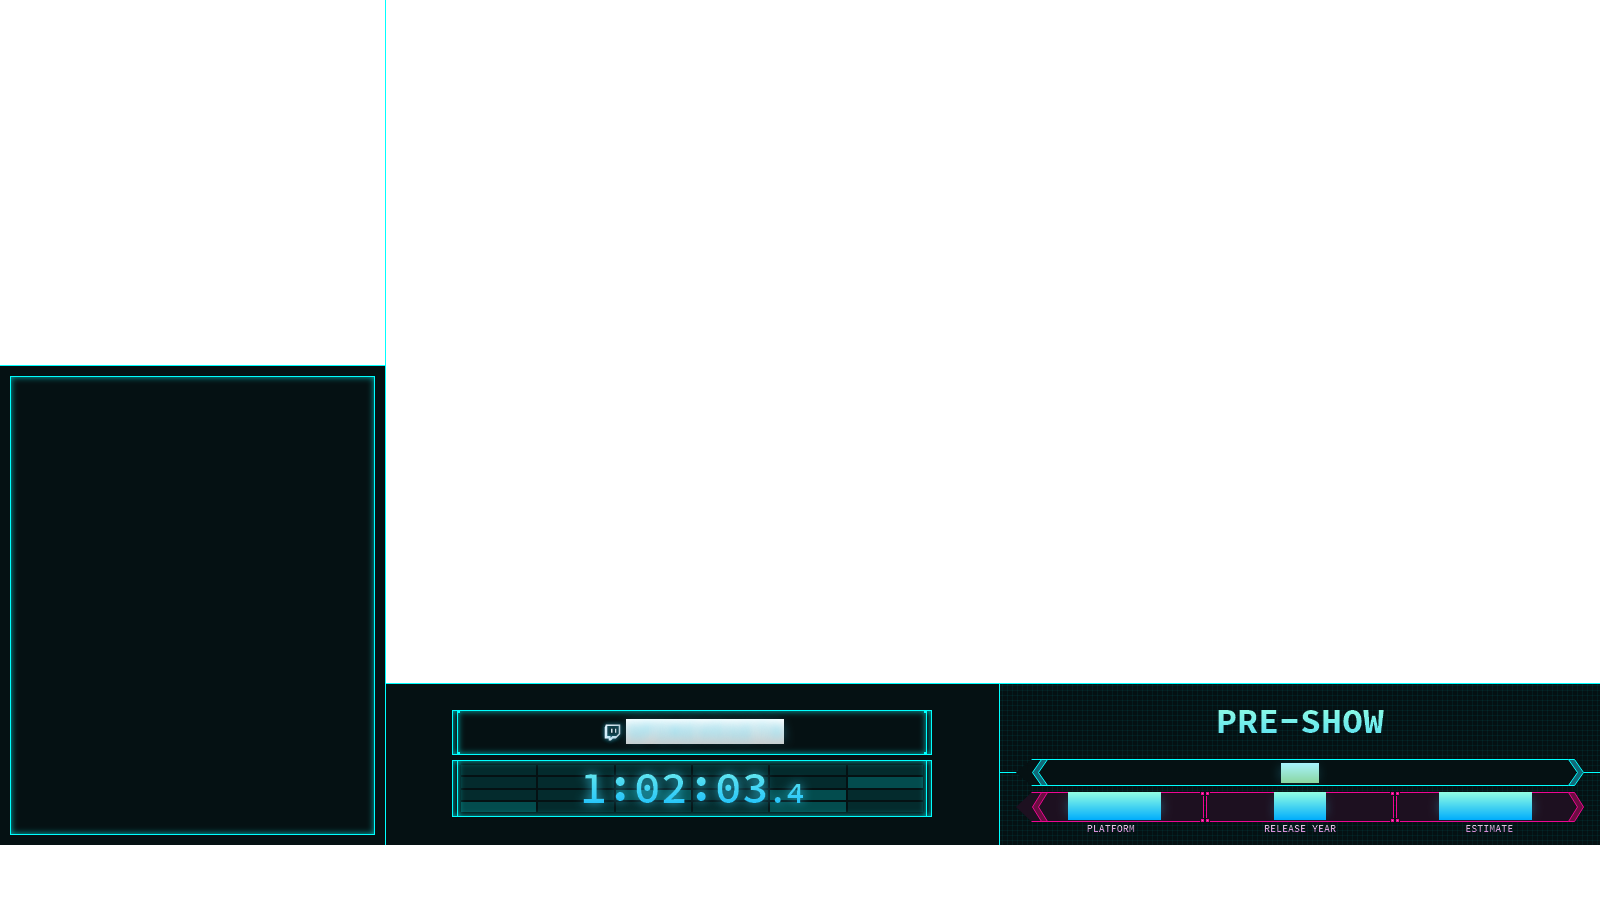 1:02:03.4
PRE-SHOW
PLATFORM
RELEASE YEAR
ESTIMATE